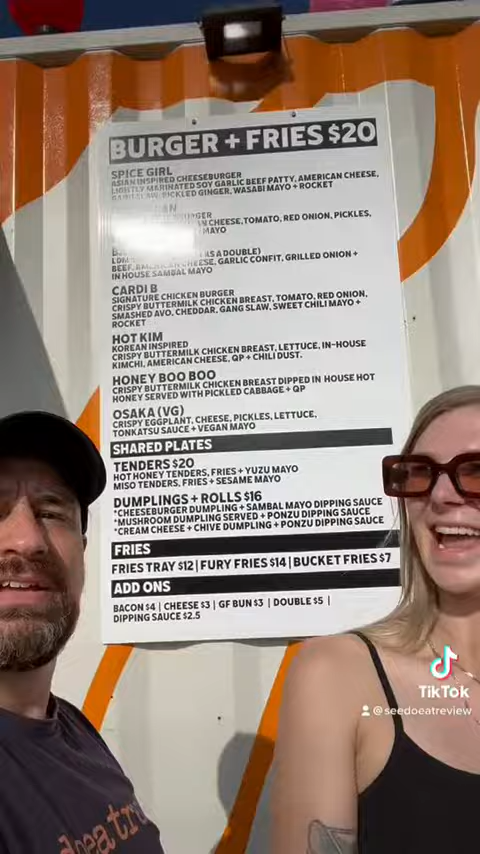 BURGER + FRIES $20
SPICE GIRL
ASIAN INSPIRED CHEESEBURGER
LIGHTLY MARINATED SOY GARLIC BEEF PATTY, AMERICAN CHEESE,
PICKLED GINGER, WASABI MAYO + ROCKET
CHEESE, TOMATO, RED ONION, PICKLES,
MAYO
AS A DOUBLE)
BEEF, AMERICAN CHEESE, GARLIC CONFIT, GRILLED ONION +
IN HOUSE SAMBAL MAYO
CARDI B
SIGNATURE CHICKEN BURGER
CRISPY BUTTERMILK CHICKEN BREAST, TOMATO, RED ONION,
SMASHED AVO, CHEDDAR, GANG SLAW, SWEET CHILI MAYO +
ROCKET
HOT KIM
KOREAN INSPIRED
CRISPY BUTTERMILK CHICKEN BREAST, LETTUCE, IN-HOUSE
KIMCHI, AMERICAN CHEESE, QP + CHILI DUST.
HONEY BOO BOO
CRISPY BUTTERMILK CHICKEN BREAST DIPPED IN HOUSE HOT
HONEY SERVED WITH PICKLED CABBAGE + QP
OSAKA (VG)
CRISPY EGGPLANT, CHEESE, PICKLES, LETTUCE,
TONKATSU SAUCE + VEGAN MAYO
SHARED PLATES
TENDERS $20
HOT HONEY TENDERS, FRIES + YUZU MAYO
MISO TENDERS, FRIES + SESAME MAYO
DUMPLINGS + ROLLS $16
*CHEESEBURGER DUMPLING + SAMBAL MAYO DIPPING SAUCE
*MUSHROOM DUMPLING SERVED + PONZU DIPPING SAUCE
*CREAM CHEESE + CHIVE DUMPLING + PONZU DIPPING SAUCE
FRIES
FRIES TRAY $12 | FURY FRIES $14 | BUCKET FRIES $7
ADD ONS
BACON $4 | CHEESE $3 | GF BUN $3 | DOUBLE $5 |
DIPPING SAUCE $2.5
TikTok
@seedoeatreview